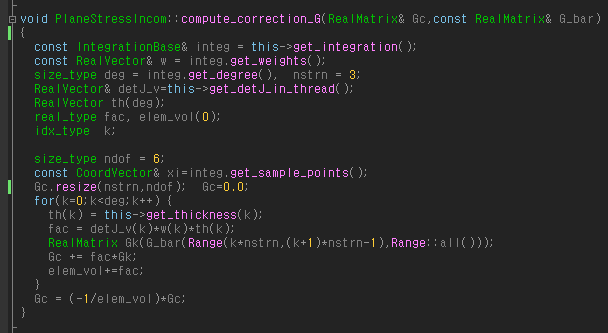 void PlaneStressIncom::compute_correction_G(RealMatrix& Gc,const RealMatrix& G_bar)
{
const IntegrationBase& integ = this->get_integration();
const RealVector& w = integ.get_weights();
size_type deg = integ.get_degree(), nstrn = 3;
RealVector& detJ_v=this->get_detJ_in_thread();
RealVector th(deg);
real_type fac, elem_vol(0);
idx_type k;
size_type ndof = 6;
const CoordVector& xi=integ.get_sample_points();
Gc.resize(nstrn,ndof); Gc=0.0;
for(k=0;k<deg;k++) {
th(k) = this->get_thickness(k);
fac = detJ_v(k)*w(k)*th(k);
RealMatrix Gk(G_bar(Range(k*nstrn,(k+1)*nstrn-1),Range::all()));
Gc += fac*Gk;
elem_vol+=fac;
}
Gc = (-1/elem_vol)*Gc;
}